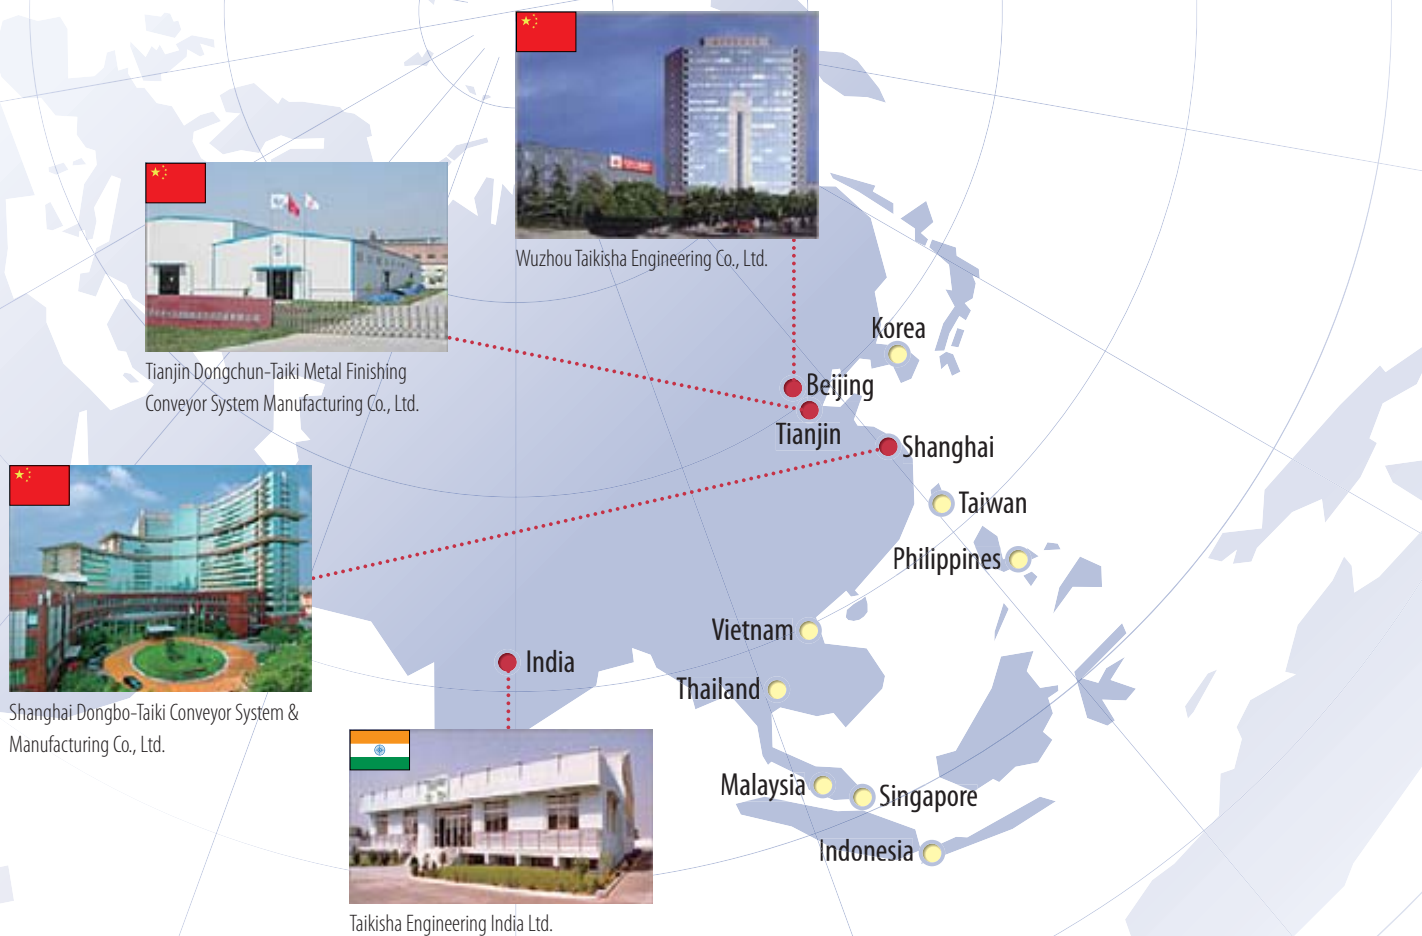 Wuzhou Taikisha Engineering Co., Ltd.
Tianjin Dongchun-Taiki Metal Finishing
Conveyor System Manufacturing Co., Ltd.
Korea
Beijing
Tianjin
Shanghai
Taiwan
Philippines
Vietnam
India
Thailand
Shanghai Dongbo-Taiki Conveyor System &
Manufacturing Co., Ltd.
Malaysia
Singapore
Indonesia
Taikisha Engineering India Ltd.